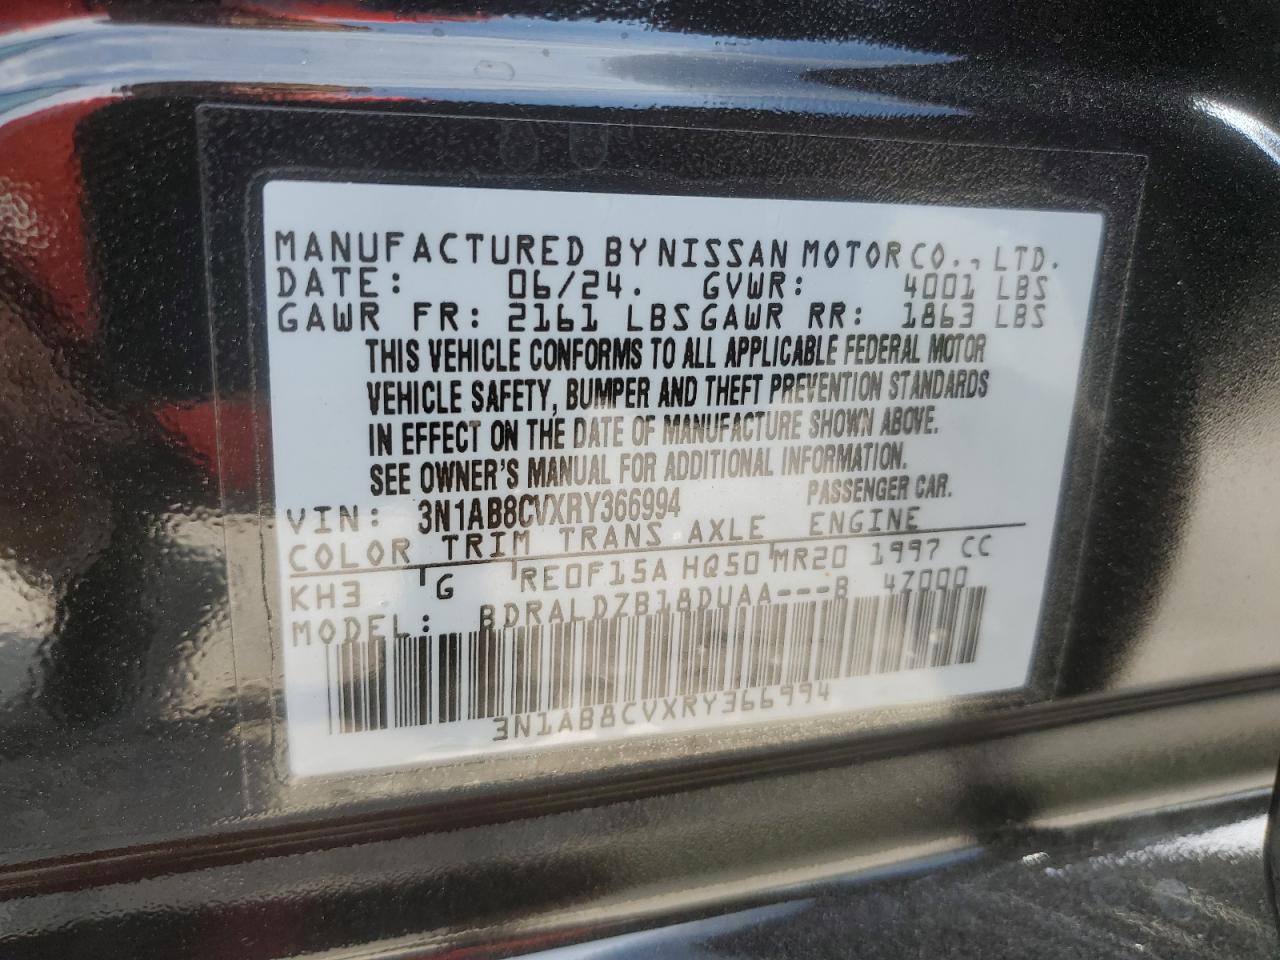 MANUFACTURED BY NISSAN MOTOR CO., LTD.
DATE: 06/24. GVWR: 4001 LBS
GAWR FR: 2161 LBS GAWR RR: 1863 LBS
THIS VEHICLE CONFORMS TO ALL APPLICABLE FEDERAL MOTOR
VEHICLE SAFETY, BUMPER AND THEFT PREVENTION STANDARDS
IN EFFECT ON THE DATE OF MANUFACTURE SHOWN ABOVE.
SEE OWNER'S MANUAL FOR ADDITIONAL INFORMATION.
VIN: 3N1AB8CVXRY366994 PASSENGER CAR.
COLOR TRIM TRANS AXLE ENGINE
KH3 G RE0F15A HQ50 MR20 1997 CC
MODEL: BDRALDZB18DUAA---B 4Z000
3N1AB8CVXRY366994